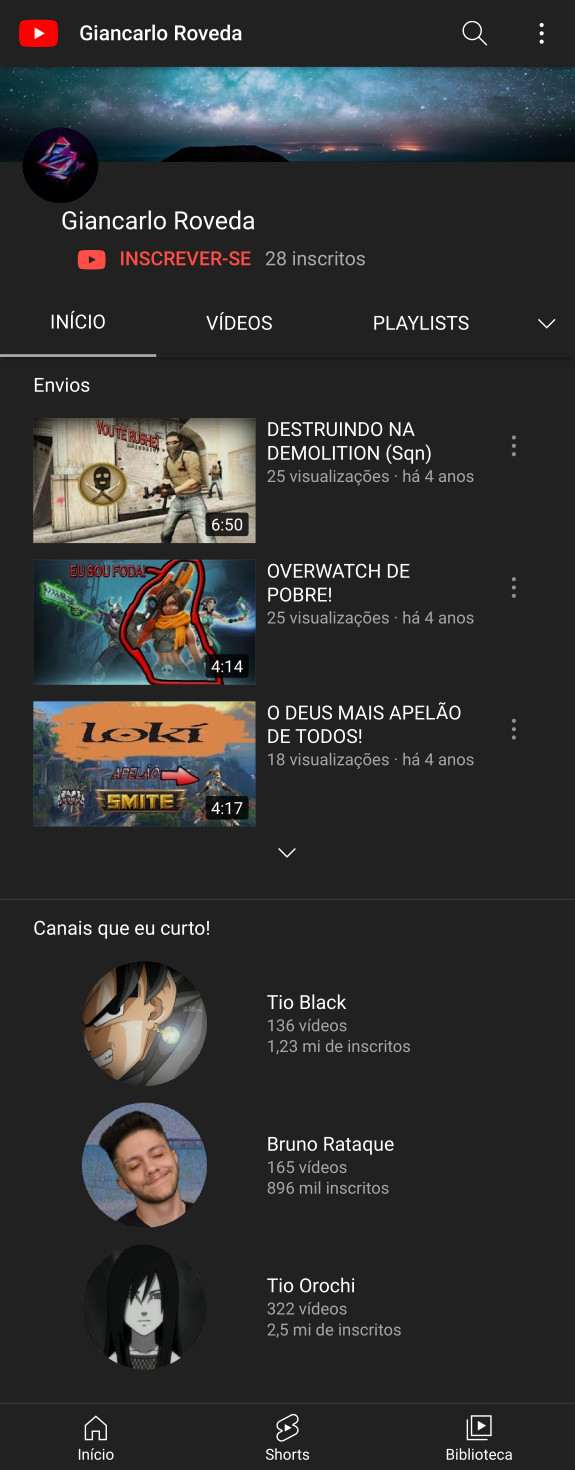 Giancarlo Roveda
Giancarlo Roveda
INSCREVER-SE 28 inscritos
INÍCIO VÍDEOS PLAYLISTS
Envios
VOU TE RUSHÁ!
6:50
DESTRUINDO NA
DEMOLITION (Sqn)
25 visualizações · há 4 anos
EU SOU FODA!
4:14
OVERWATCH DE
POBRE!
25 visualizações · há 4 anos
loki
APELÃO
SMITE
4:17
O DEUS MAIS APELÃO
DE TODOS!
18 visualizações · há 4 anos
Canais que eu curto!
Tio Black
136 vídeos
1,23 mi de inscritos
Bruno Rataque
165 vídeos
896 mil inscritos
Tio Orochi
322 vídeos
2,5 mi de inscritos
Início Shorts Biblioteca